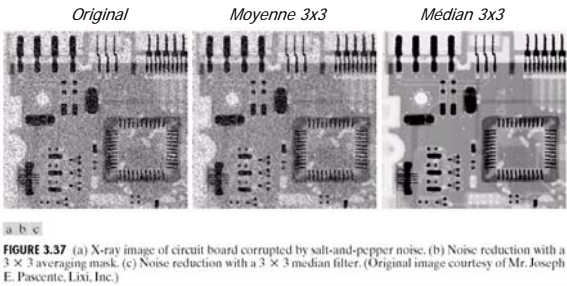 Original Moyenne 3x3 Médian 3x3
a b c
FIGURE 3.37 (a) X-ray image of circuit board corrupted by salt-and-pepper noise. (b) Noise reduction with a
3 × 3 averaging mask. (c) Noise reduction with a 3 × 3 median filter. (Original image courtesy of Mr. Joseph
E. Pascente, Lixi, Inc.)